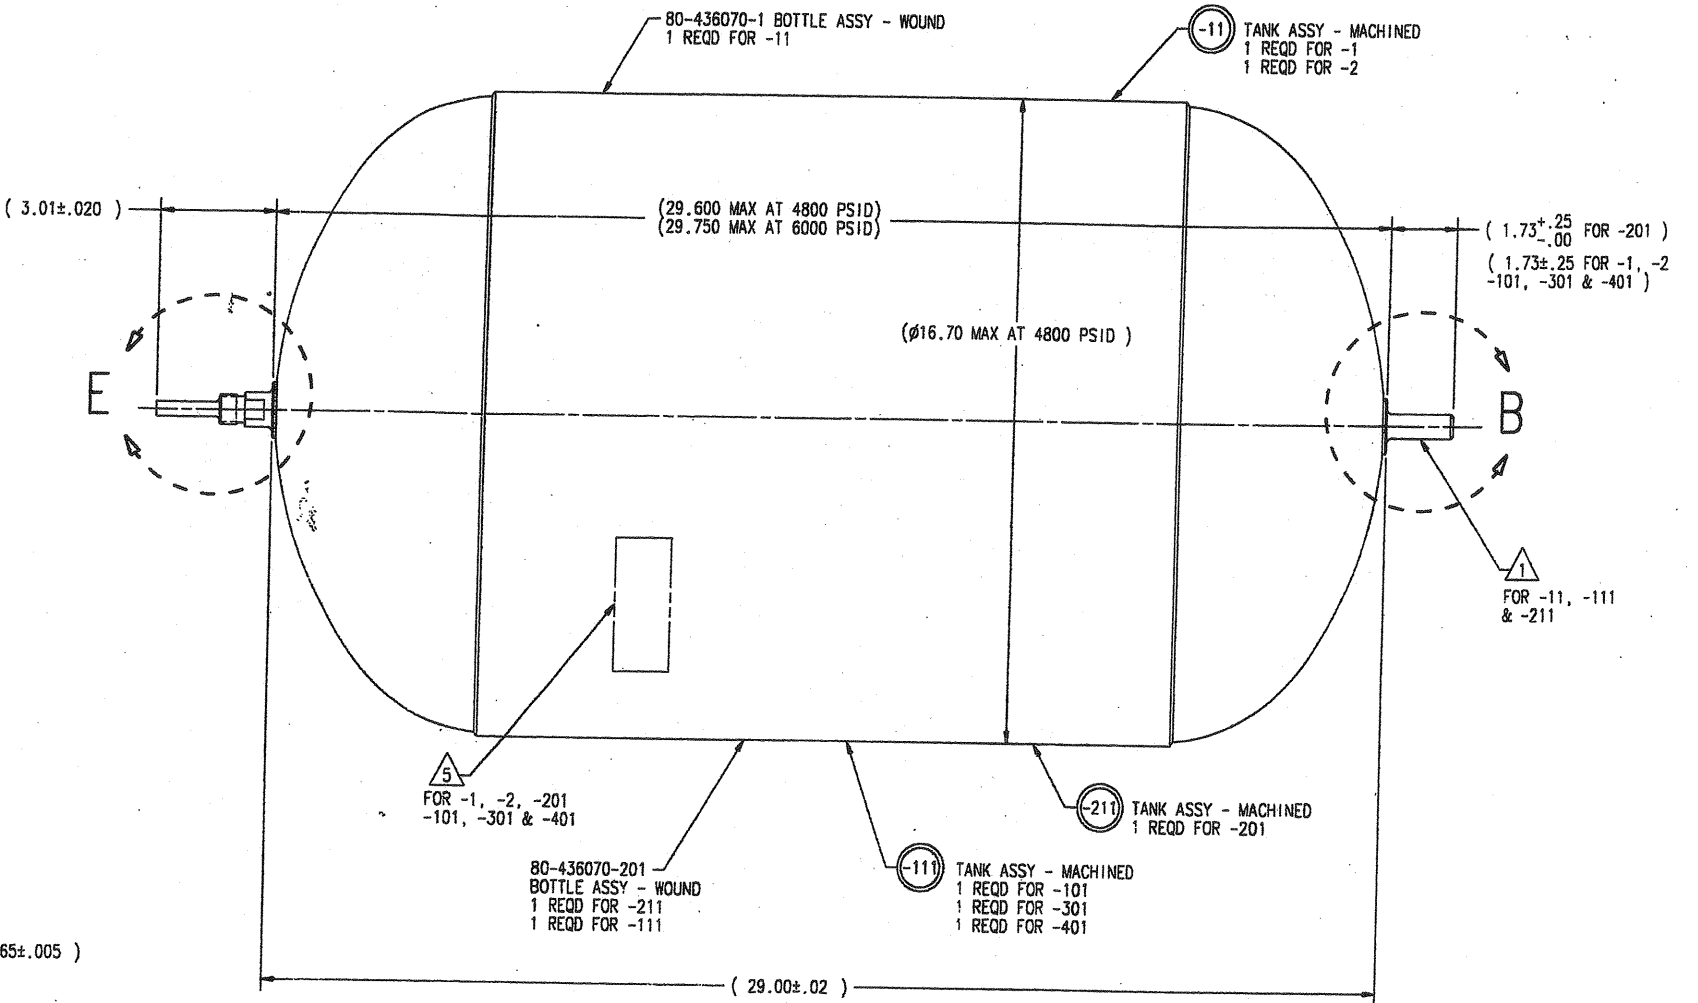 80-436070-1 BOTTLE ASSY - WOUND
1 REQD FOR -11
-11
TANK ASSY - MACHINED
1 REQD FOR -1
1 REQD FOR -2
( 3.01±.020 )
(29.600 MAX AT 4800 PSID)
(29.750 MAX AT 6000 PSID)
( 1.73+.25 -.00 FOR -201 )
( 1.73±.25 FOR -1, -2
-101, -301 & -401 )
(ø16.70 MAX AT 4800 PSID )
E
B
1
FOR -11, -111
& -211
5
FOR -1, -2, -201
-101, -301 & -401
-211
TANK ASSY - MACHINED
1 REQD FOR -201
80-436070-201
BOTTLE ASSY - WOUND
1 REQD FOR -211
1 REQD FOR -111
-111
TANK ASSY - MACHINED
1 REQD FOR -101
1 REQD FOR -301
1 REQD FOR -401
65±.005 )
( 29.00±.02 )